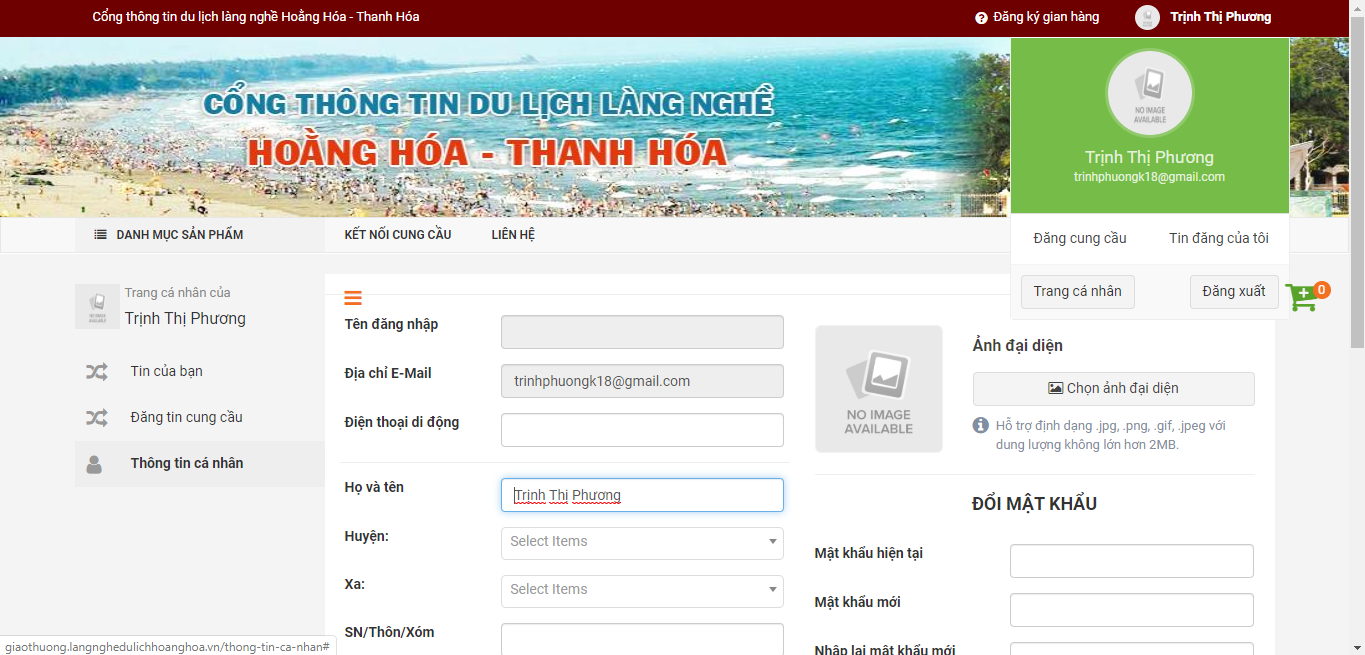 Cổng thông tin du lịch làng nghề Hoằng Hóa - Thanh Hóa
Đăng ký gian hàng
Trịnh Thị Phương
CỔNG THÔNG TIN DU LỊCH LÀNG NGHỀ
HOẰNG HÓA - THANH HÓA
NO IMAGE
AVAILABLE
Trịnh Thị Phương
trinhphuongk18@gmail.com
DANH MỤC SẢN PHẨM
KẾT NỐI CUNG CẦU
LIÊN HỆ
Đăng cung cầu
Tin đăng của tôi
Trang cá nhân
Đăng xuất
0
Trang cá nhân của
Trịnh Thị Phương
Tin của bạn
Đăng tin cung cầu
Thông tin cá nhân
Tên đăng nhập
Địa chỉ E-Mail
trinhphuongk18@gmail.com
Điện thoại di động
Họ và tên
Trịnh Thị Phương
Huyện:
Select Items
Xa:
Select Items
SN/Thôn/Xóm
NO IMAGE
AVAILABLE
Ảnh đại diện
Chọn ảnh đại diện
Hỗ trợ định dạng .jpg, .png, .gif, .jpeg với
dung lượng không lớn hơn 2MB.
ĐỔI MẬT KHẨU
Mật khẩu hiện tại
Mật khẩu mới
Nhập lại mật khẩu mới
giaothuong.langnghedulichhoanghoa.vn/thong-tin-ca-nhan#